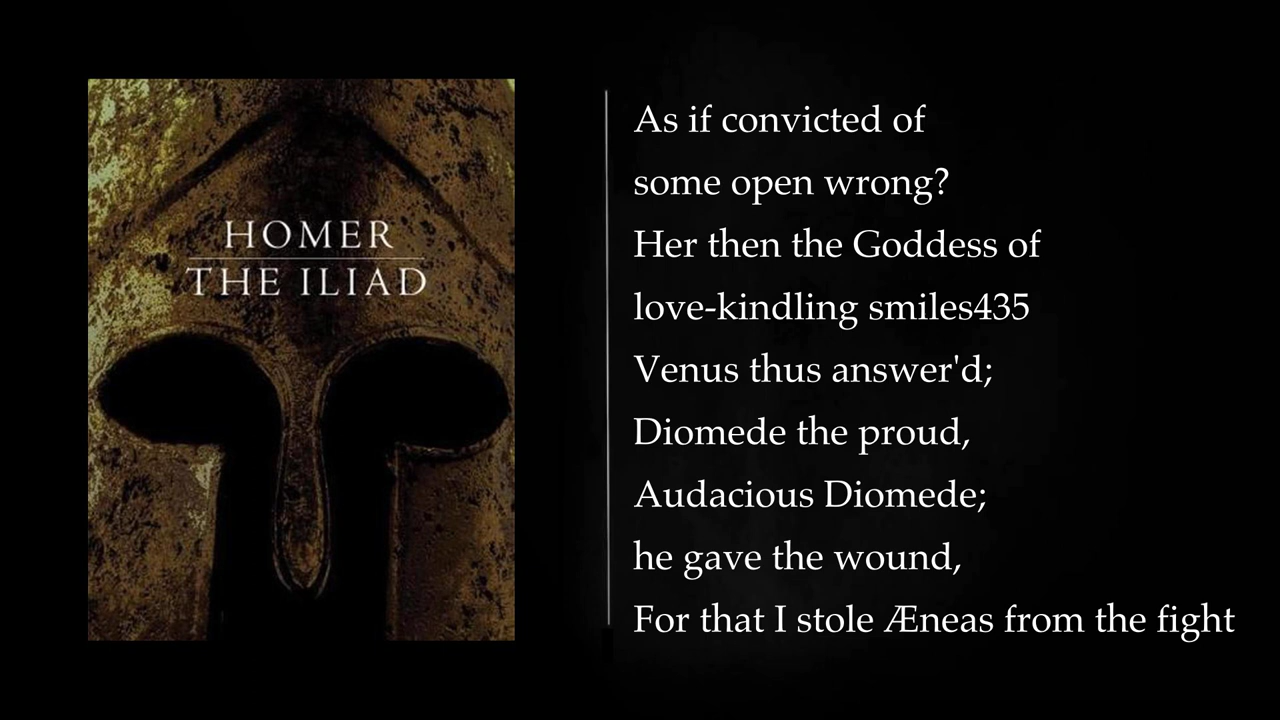 HOMER
THE ILIAD
As if convicted of
some open wrong?
Her then the Goddess of
love-kindling smiles435
Venus thus answer'd;
Diomede the proud,
Audacious Diomede;
he gave the wound,
For that I stole Æneas from the fight